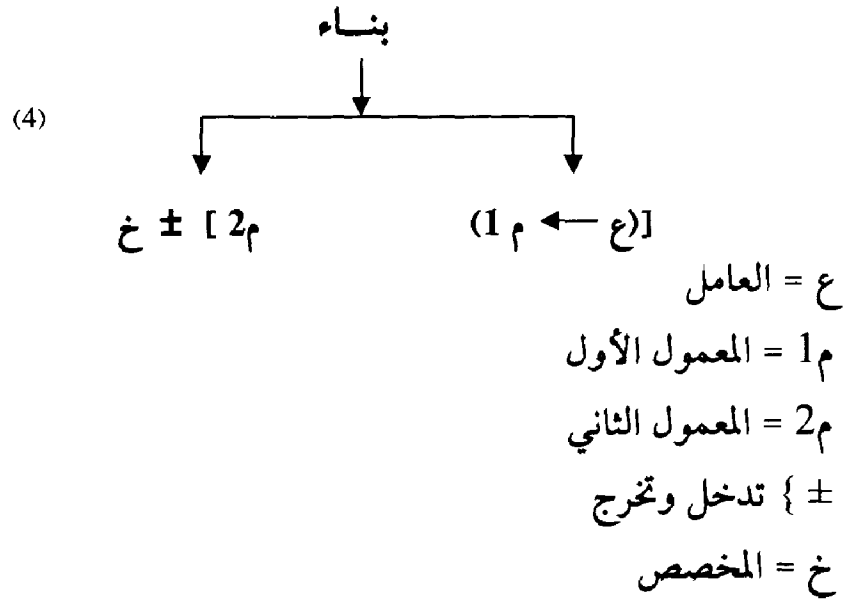 بنـــاء
(4)
[(ع ← م 1) م2 ] ± خ
ع = العامل
م1 = المعمول الأول
م2 = المعمول الثاني
± } تدخل وتخرج
خ = المخصص